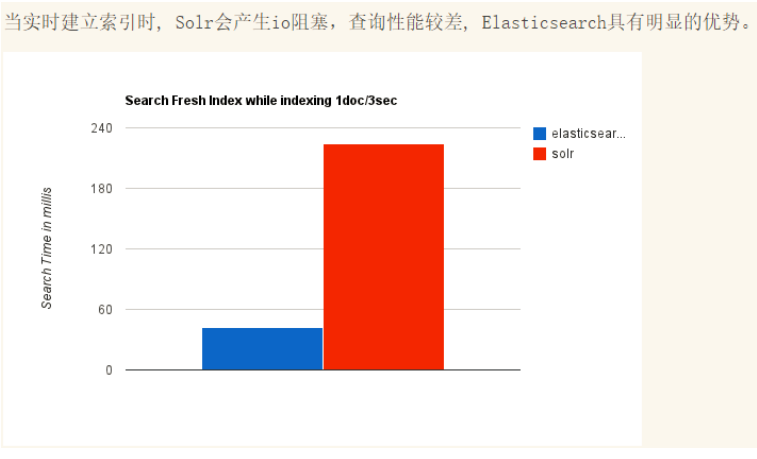 当实时建立索引时, Solr会产生io阻塞，查询性能较差, Elasticsearch具有明显的优势。
Search Fresh Index while indexing 1doc/3sec
240
180
120
60
0
Search Time in millis
elasticsear...
solr